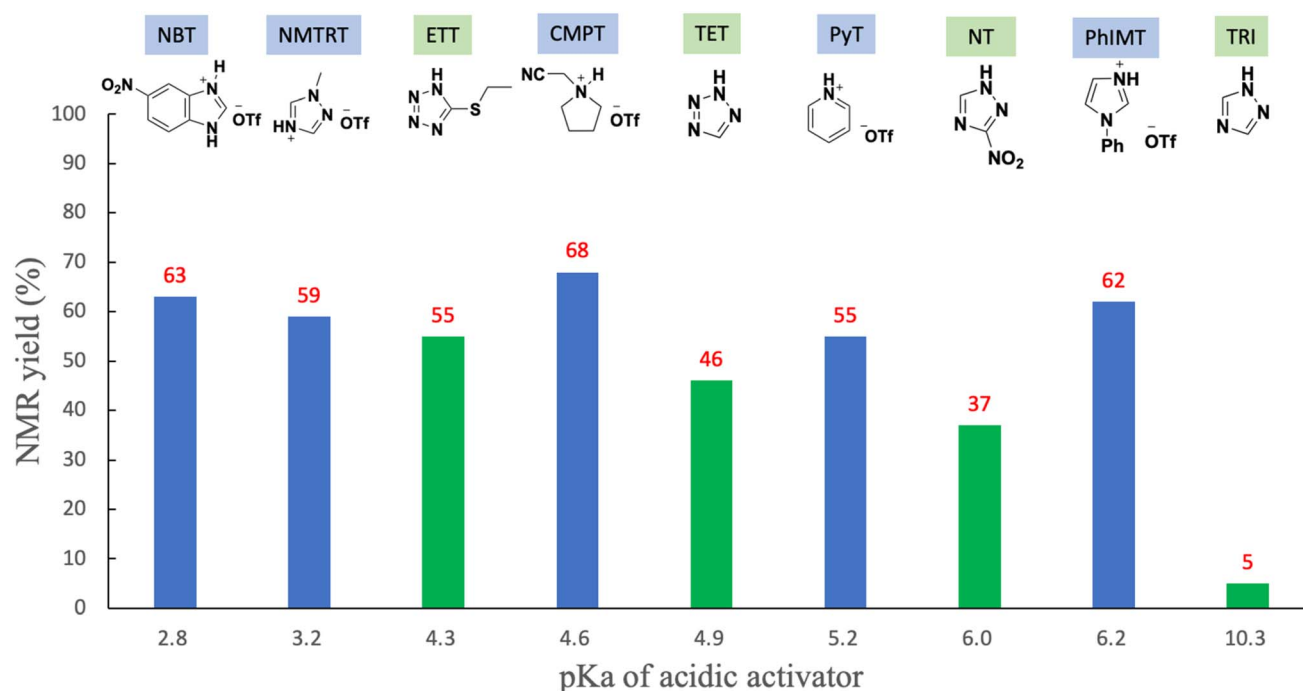 NBT NMTRT ETT CMPT TET PyT NT PhIMT TRI
O₂N + N H N H − OTf
N N HN + − OTf
H N N N N S
NC + N H − OTf
H N N N N
H N + − OTf
H N N N NO₂
+ NH N Ph − OTf
H N N N
NMR yield (%)
100
90
80
70
60
50
40
30
20
10
0
63 59 55 68 46 55 37 62 5
2.8 3.2 4.3 4.6 4.9 5.2 6.0 6.2 10.3
pKa of acidic activator